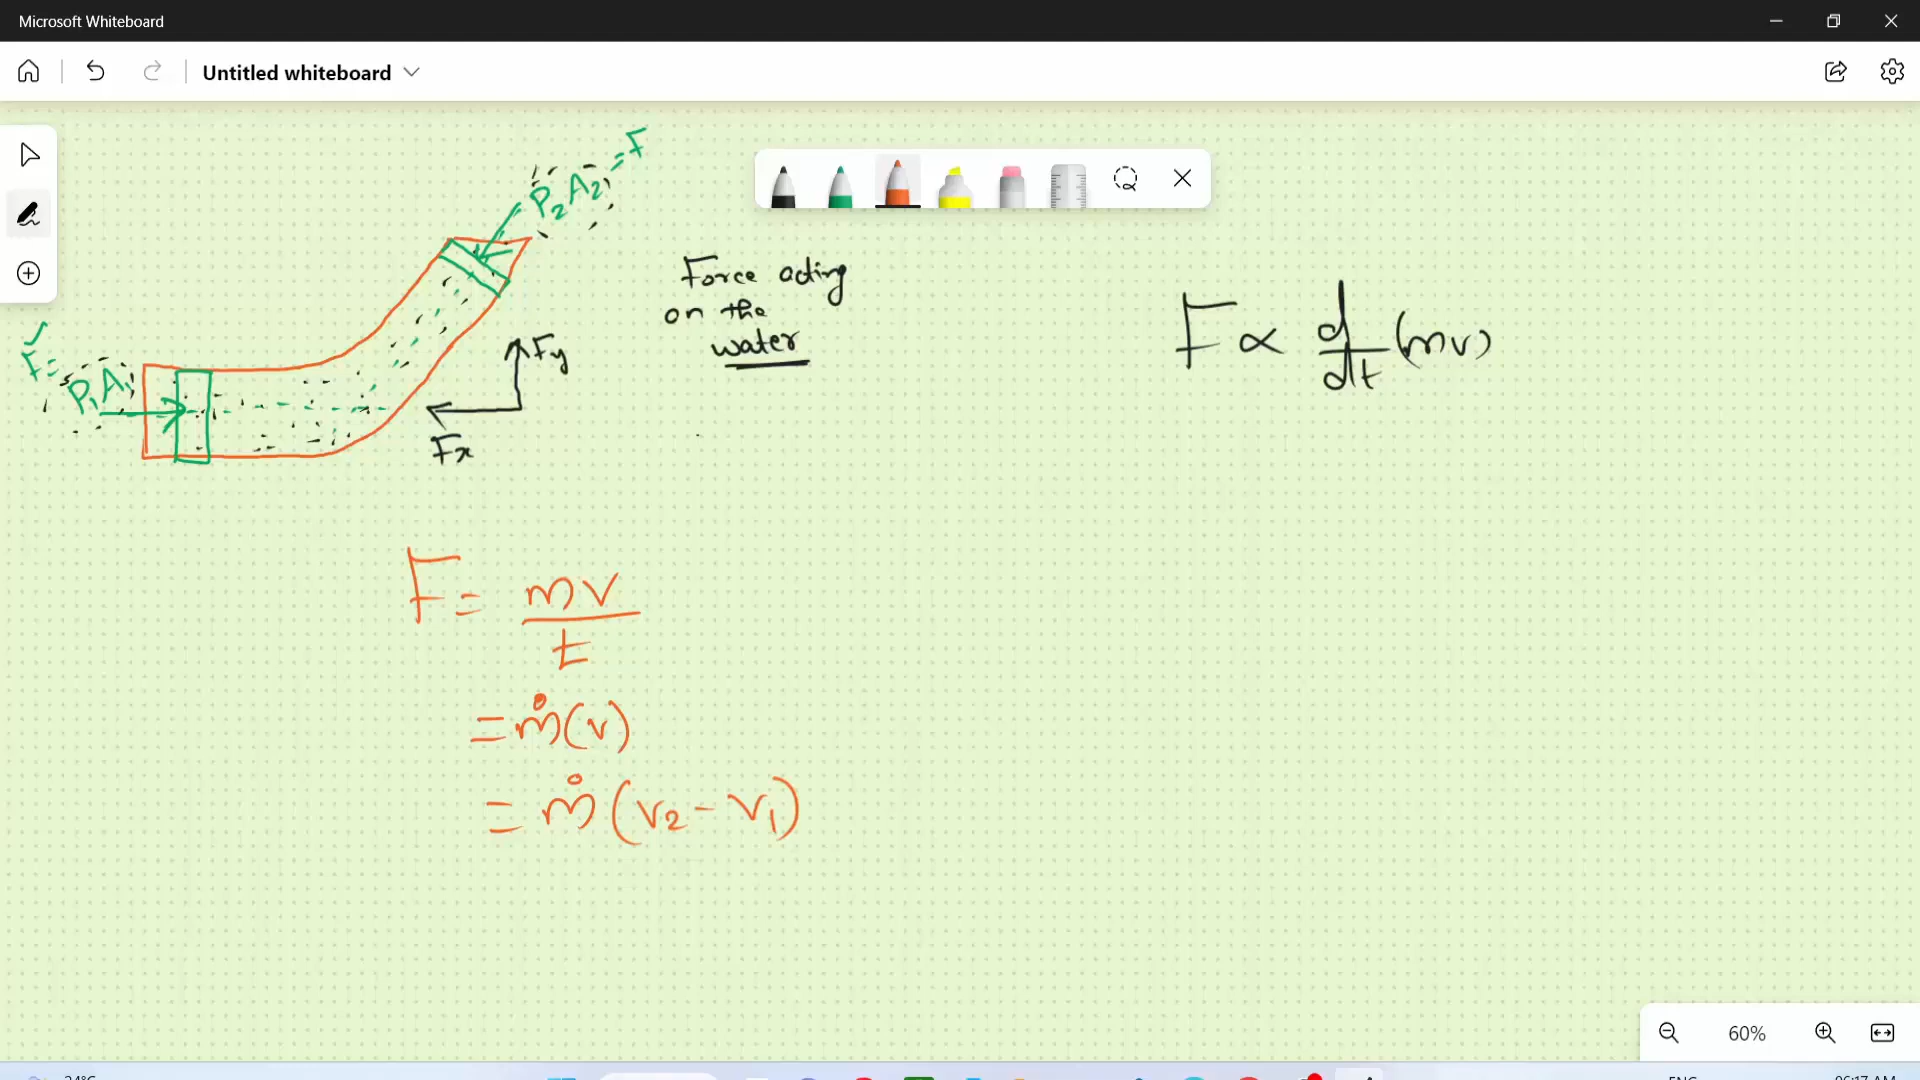 Microsoft Whiteboard
Untitled whiteboard
P₂A₂ = F
Force acting
on the
water
F ∝ d/dt (mv)
F =
P₁A₁
Fy
Fx
F = mv/t
= ṁ(v)
= ṁ(v₂ - v₁)
60%